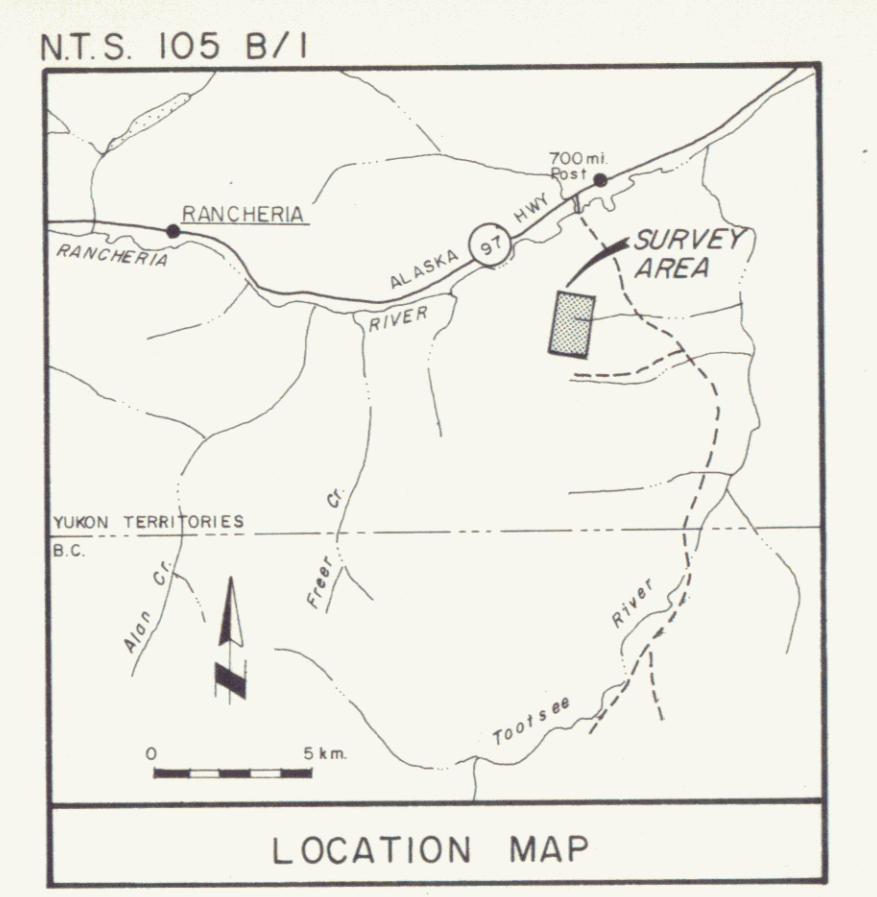 N.T.S. 105 B/1
700 mi.
Post
RANCHERIA
HWY
97
ALASKA
SURVEY
AREA
RANCHERIA
RIVER
Cr.
Freer
YUKON TERRITORIES
B.C.
Cr.
Alan
River
Tootsee
0 5 km.
LOCATION MAP